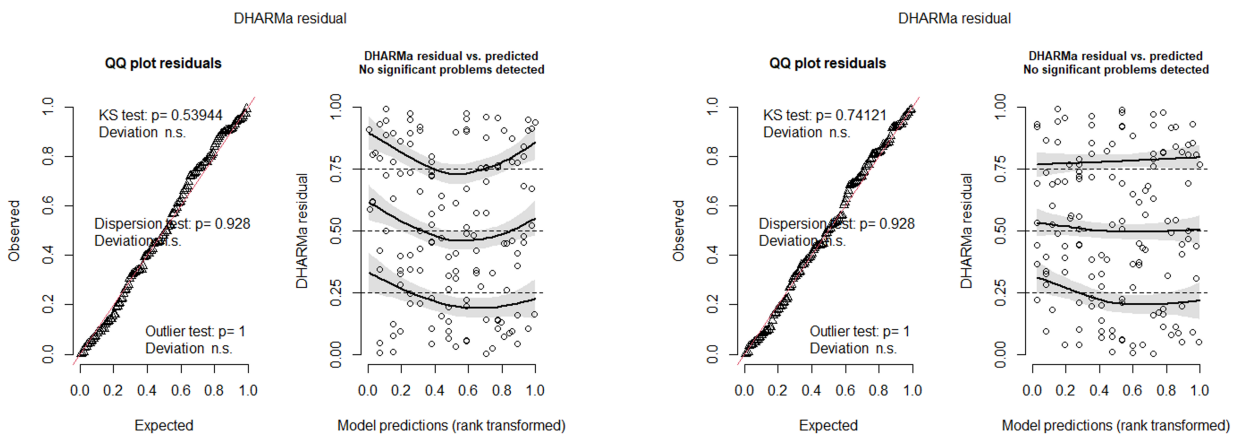 DHARMa residual
QQ plot residuals
KS test: p= 0.53944
Deviation n.s.
Dispersion test: p= 0.928
Deviation n.s.
Outlier test: p= 1
Deviation n.s.
Observed
0.0 0.2 0.4 0.6 0.8 1.0
0.0 0.2 0.4 0.6 0.8 1.0
Expected
DHARMa residual vs. predicted
No significant problems detected
DHARMa residual
0.00 0.25 0.50 0.75 1.00
0.0 0.2 0.4 0.6 0.8 1.0
Model predictions (rank transformed)
DHARMa residual
QQ plot residuals
KS test: p= 0.74121
Deviation n.s.
Dispersion test: p= 0.928
Deviation n.s.
Outlier test: p= 1
Deviation n.s.
Observed
0.0 0.2 0.4 0.6 0.8 1.0
0.0 0.2 0.4 0.6 0.8 1.0
Expected
DHARMa residual vs. predicted
No significant problems detected
DHARMa residual
0.00 0.25 0.50 0.75 1.00
0.0 0.2 0.4 0.6 0.8 1.0
Model predictions (rank transformed)